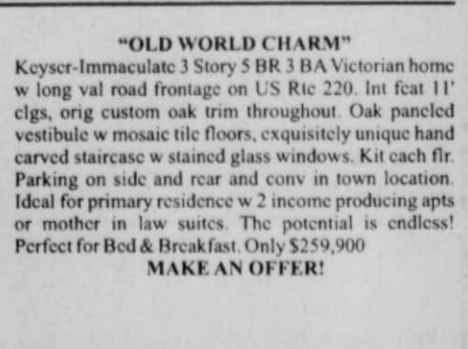 "OLD WORLD CHARM"
Keyser-Immaculate 3 Story 5 BR 3 BA Victorian home
w long val road frontage on US Rte 220. Int feat 11'
clgs, orig custom oak trim throughout. Oak paneled
vestibule w mosaic tile floors, exquisitely unique hand
carved staircase w stained glass windows. Kit each flr.
Parking on side and rear and conv in town location.
Ideal for primary residence w 2 income producing apts
or mother in law suites. The potential is endless!
Perfect for Bed & Breakfast. Only $259,900
MAKE AN OFFER!